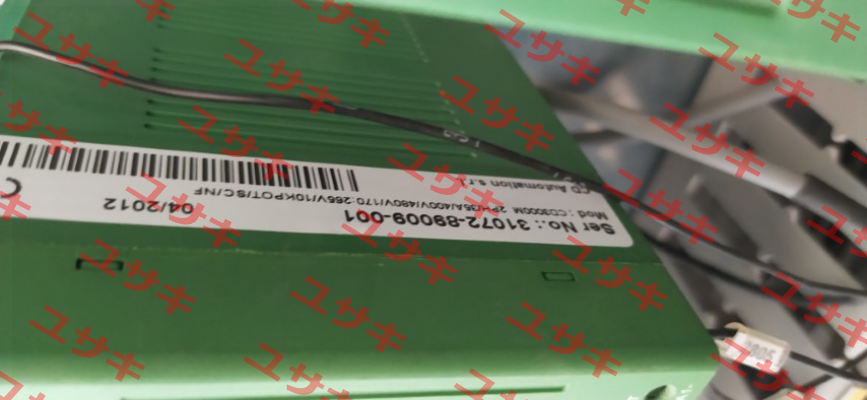 CD Automation s.r.
Mod : CD3000M 2PH/35A/400V/480V/170:265V/10KPOT/SC/NF
Ser No.: 31072-89009-001
04/2012
ユサキ